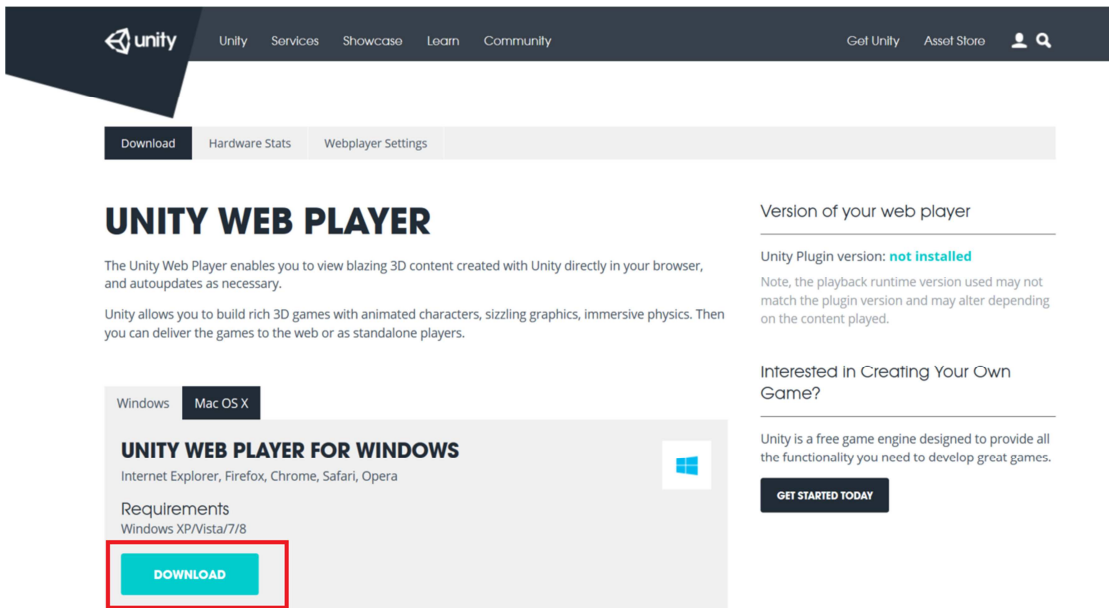 unity
Unity Services Showcase Learn Community Get Unity Asset Store
Download Hardware Stats Webplayer Settings
UNITY WEB PLAYER
The Unity Web Player enables you to view blazing 3D content created with Unity directly in your browser,
and autoupdates as necessary.
Unity allows you to build rich 3D games with animated characters, sizzling graphics, immersive physics. Then
you can deliver the games to the web or as standalone players.
Windows Mac OS X
UNITY WEB PLAYER FOR WINDOWS
Internet Explorer, Firefox, Chrome, Safari, Opera
Requirements
Windows XP/Vista/7/8
DOWNLOAD
Version of your web player
Unity Plugin version: not installed
Note, the playback runtime version used may not
match the plugin version and may alter depending
on the content played.
Interested in Creating Your Own
Game?
Unity is a free game engine designed to provide all
the functionality you need to develop great games.
GET STARTED TODAY